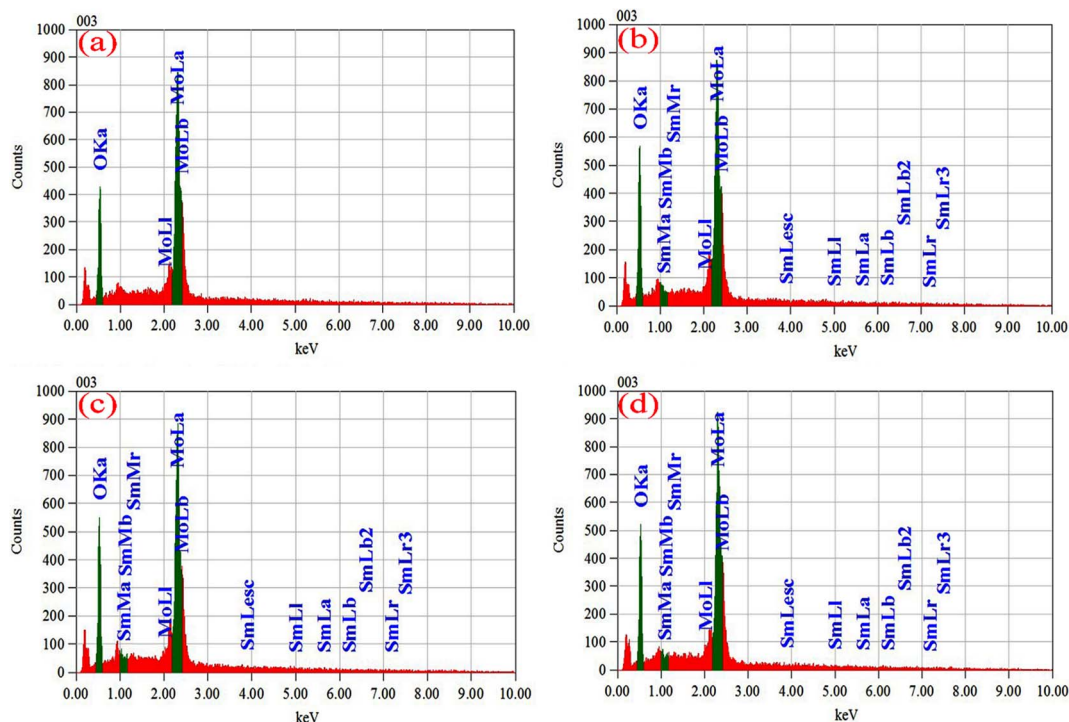 003
(a)
1000
900
800
700
600
500
400
300
200
100
0
Counts
OKa
MoLl
MoLb
MoLa
0.00 1.00 2.00 3.00 4.00 5.00 6.00 7.00 8.00 9.00 10.00
keV
003
(b)
1000
900
800
700
600
500
400
300
200
100
0
Counts
OKa
SmMa
SmMb
SmMr
MoLl
MoLb
MoLa
SmLesc
SmLl
SmLa
SmLb
SmLb2
SmLr
SmLr3
0.00 1.00 2.00 3.00 4.00 5.00 6.00 7.00 8.00 9.00 10.00
keV
003
(c)
1000
900
800
700
600
500
400
300
200
100
0
Counts
OKa
SmMa
SmMb
SmMr
MoLl
MoLb
MoLa
SmLesc
SmLl
SmLa
SmLb
SmLb2
SmLr
SmLr3
0.00 1.00 2.00 3.00 4.00 5.00 6.00 7.00 8.00 9.00 10.00
keV
003
(d)
1000
900
800
700
600
500
400
300
200
100
0
Counts
OKa
SmMa
SmMb
SmMr
MoLl
MoLb
MoLa
SmLesc
SmLl
SmLa
SmLb
SmLb2
SmLr
SmLr3
0.00 1.00 2.00 3.00 4.00 5.00 6.00 7.00 8.00 9.00 10.00
keV